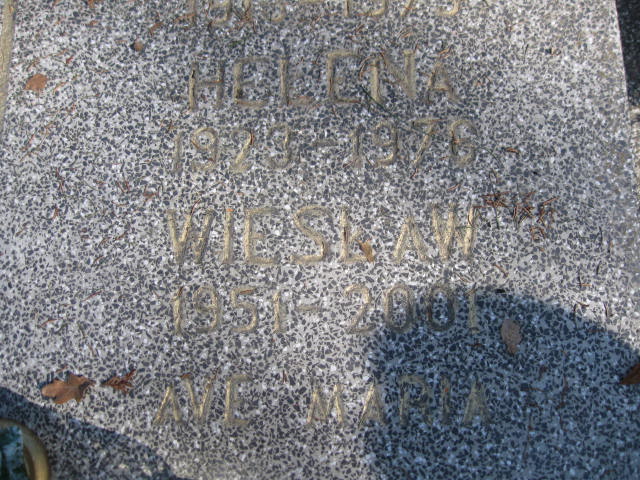 HELENA
1923-1976
WIESŁAW
1951-2001
AVE MARIA